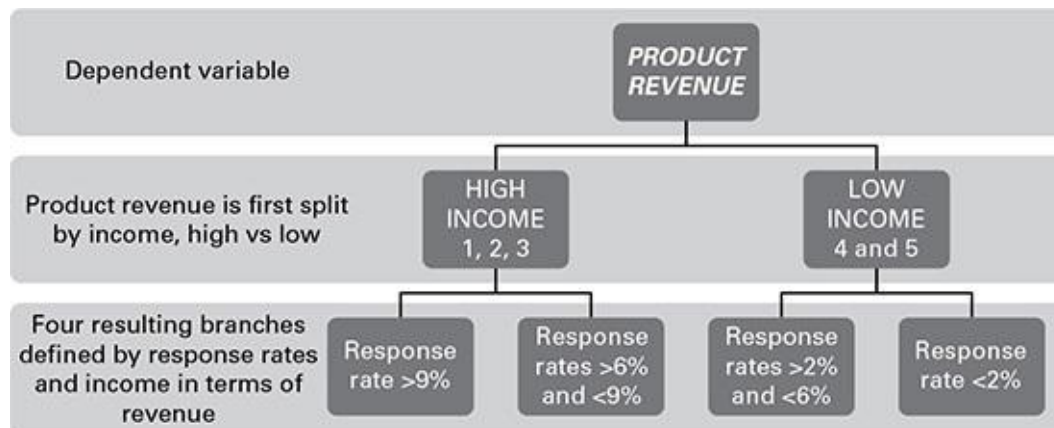 Dependent variable
PRODUCT
REVENUE
Product revenue is first split
by income, high vs low
HIGH
INCOME
1, 2, 3
LOW
INCOME
4 and 5
Four resulting branches
defined by response rates
and income in terms of
revenue
Response
rate >9%
Response
rates >6%
and <9%
Response
rates >2%
and <6%
Response
rate <2%